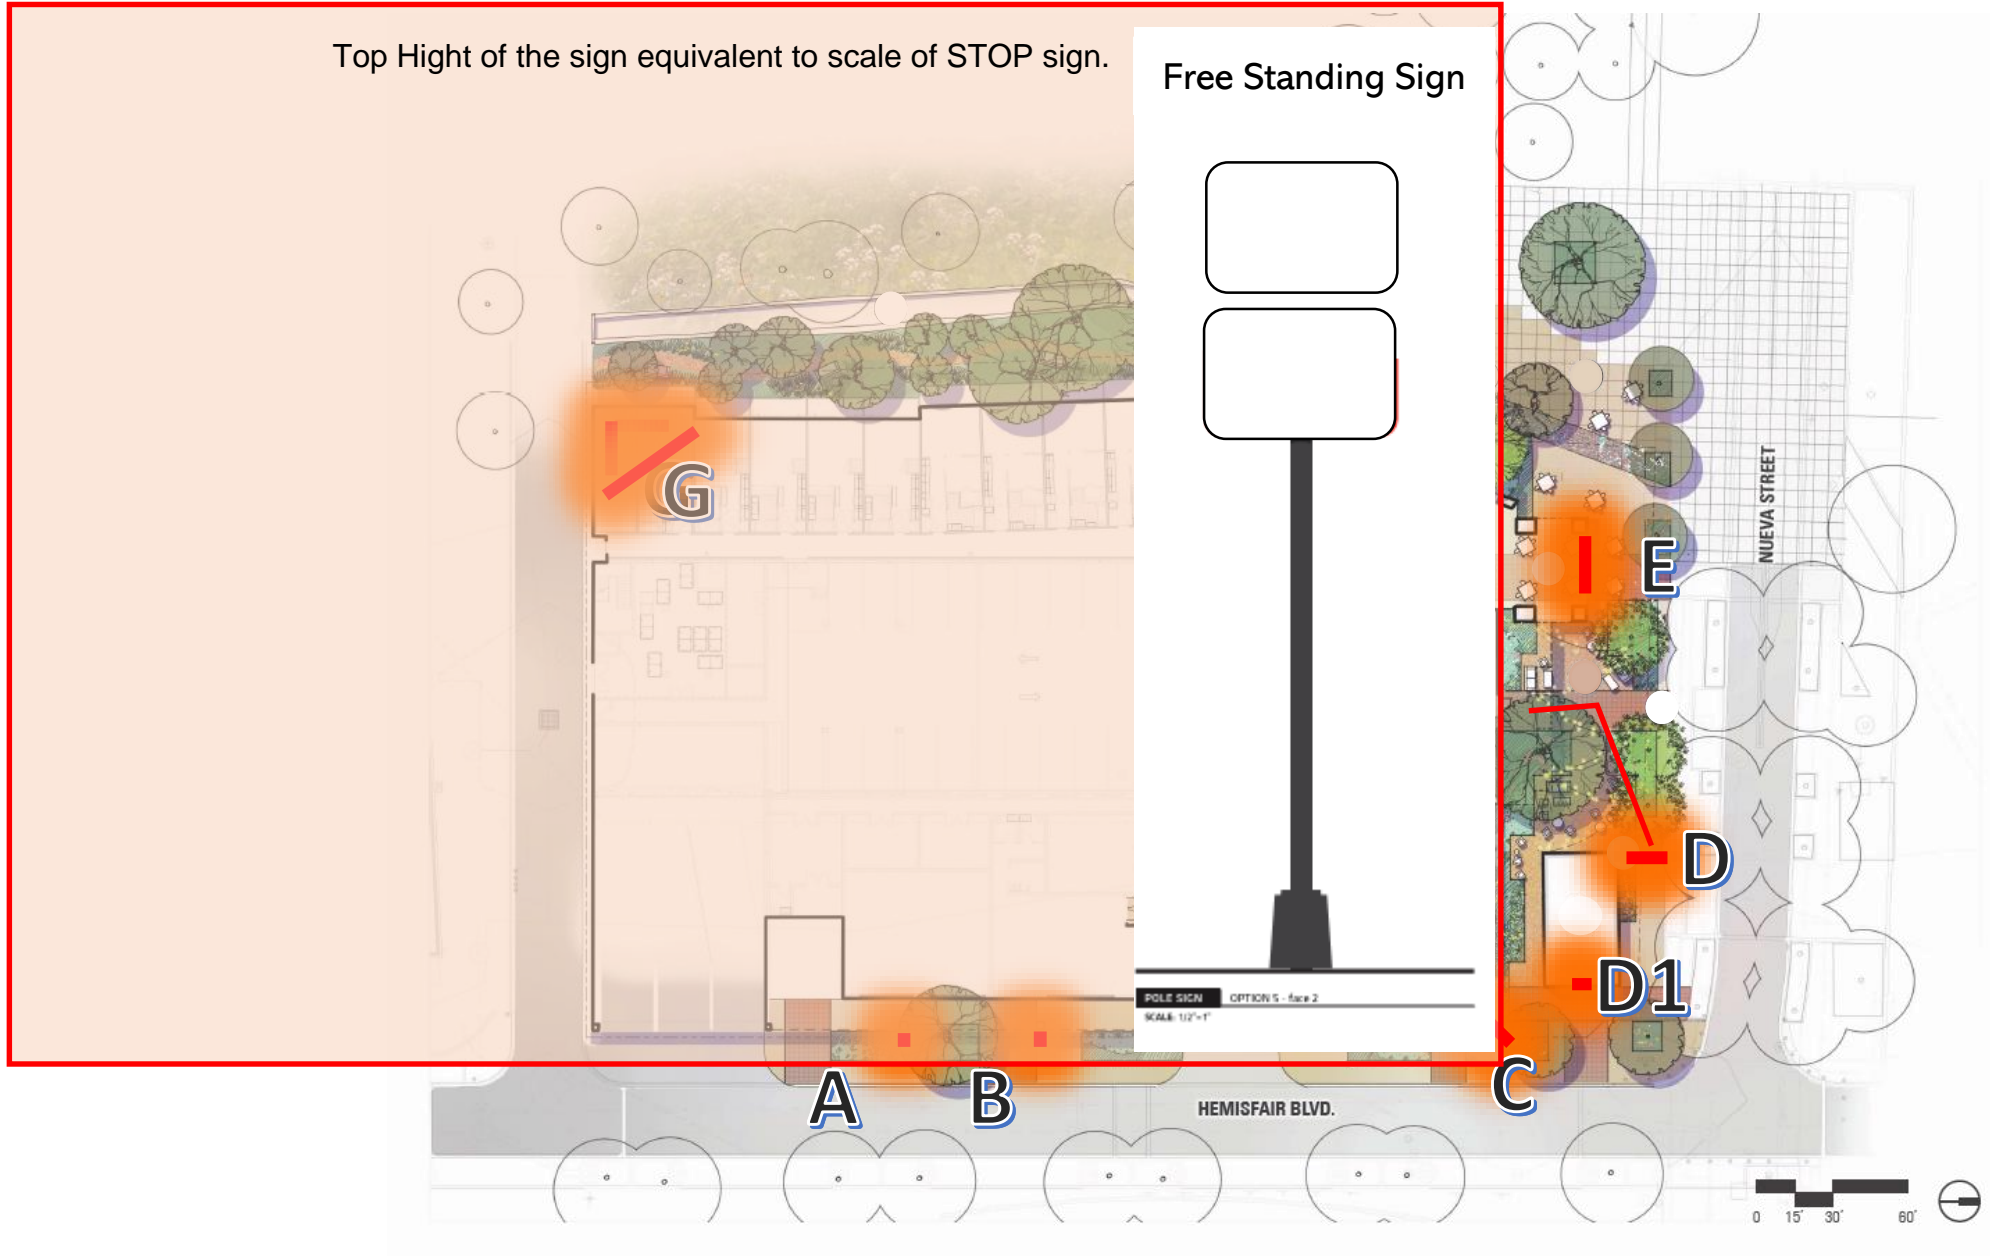 Top Hight of the sign equivalent to scale of STOP sign.
Free Standing Sign
G
E
NUEVA STREET
D
D1
POLE SIGN OPTION 5 - face 2
SCALE: 1/2"=1'
A
B
C
HEMISFAIR BLVD.
0 15' 30' 60'